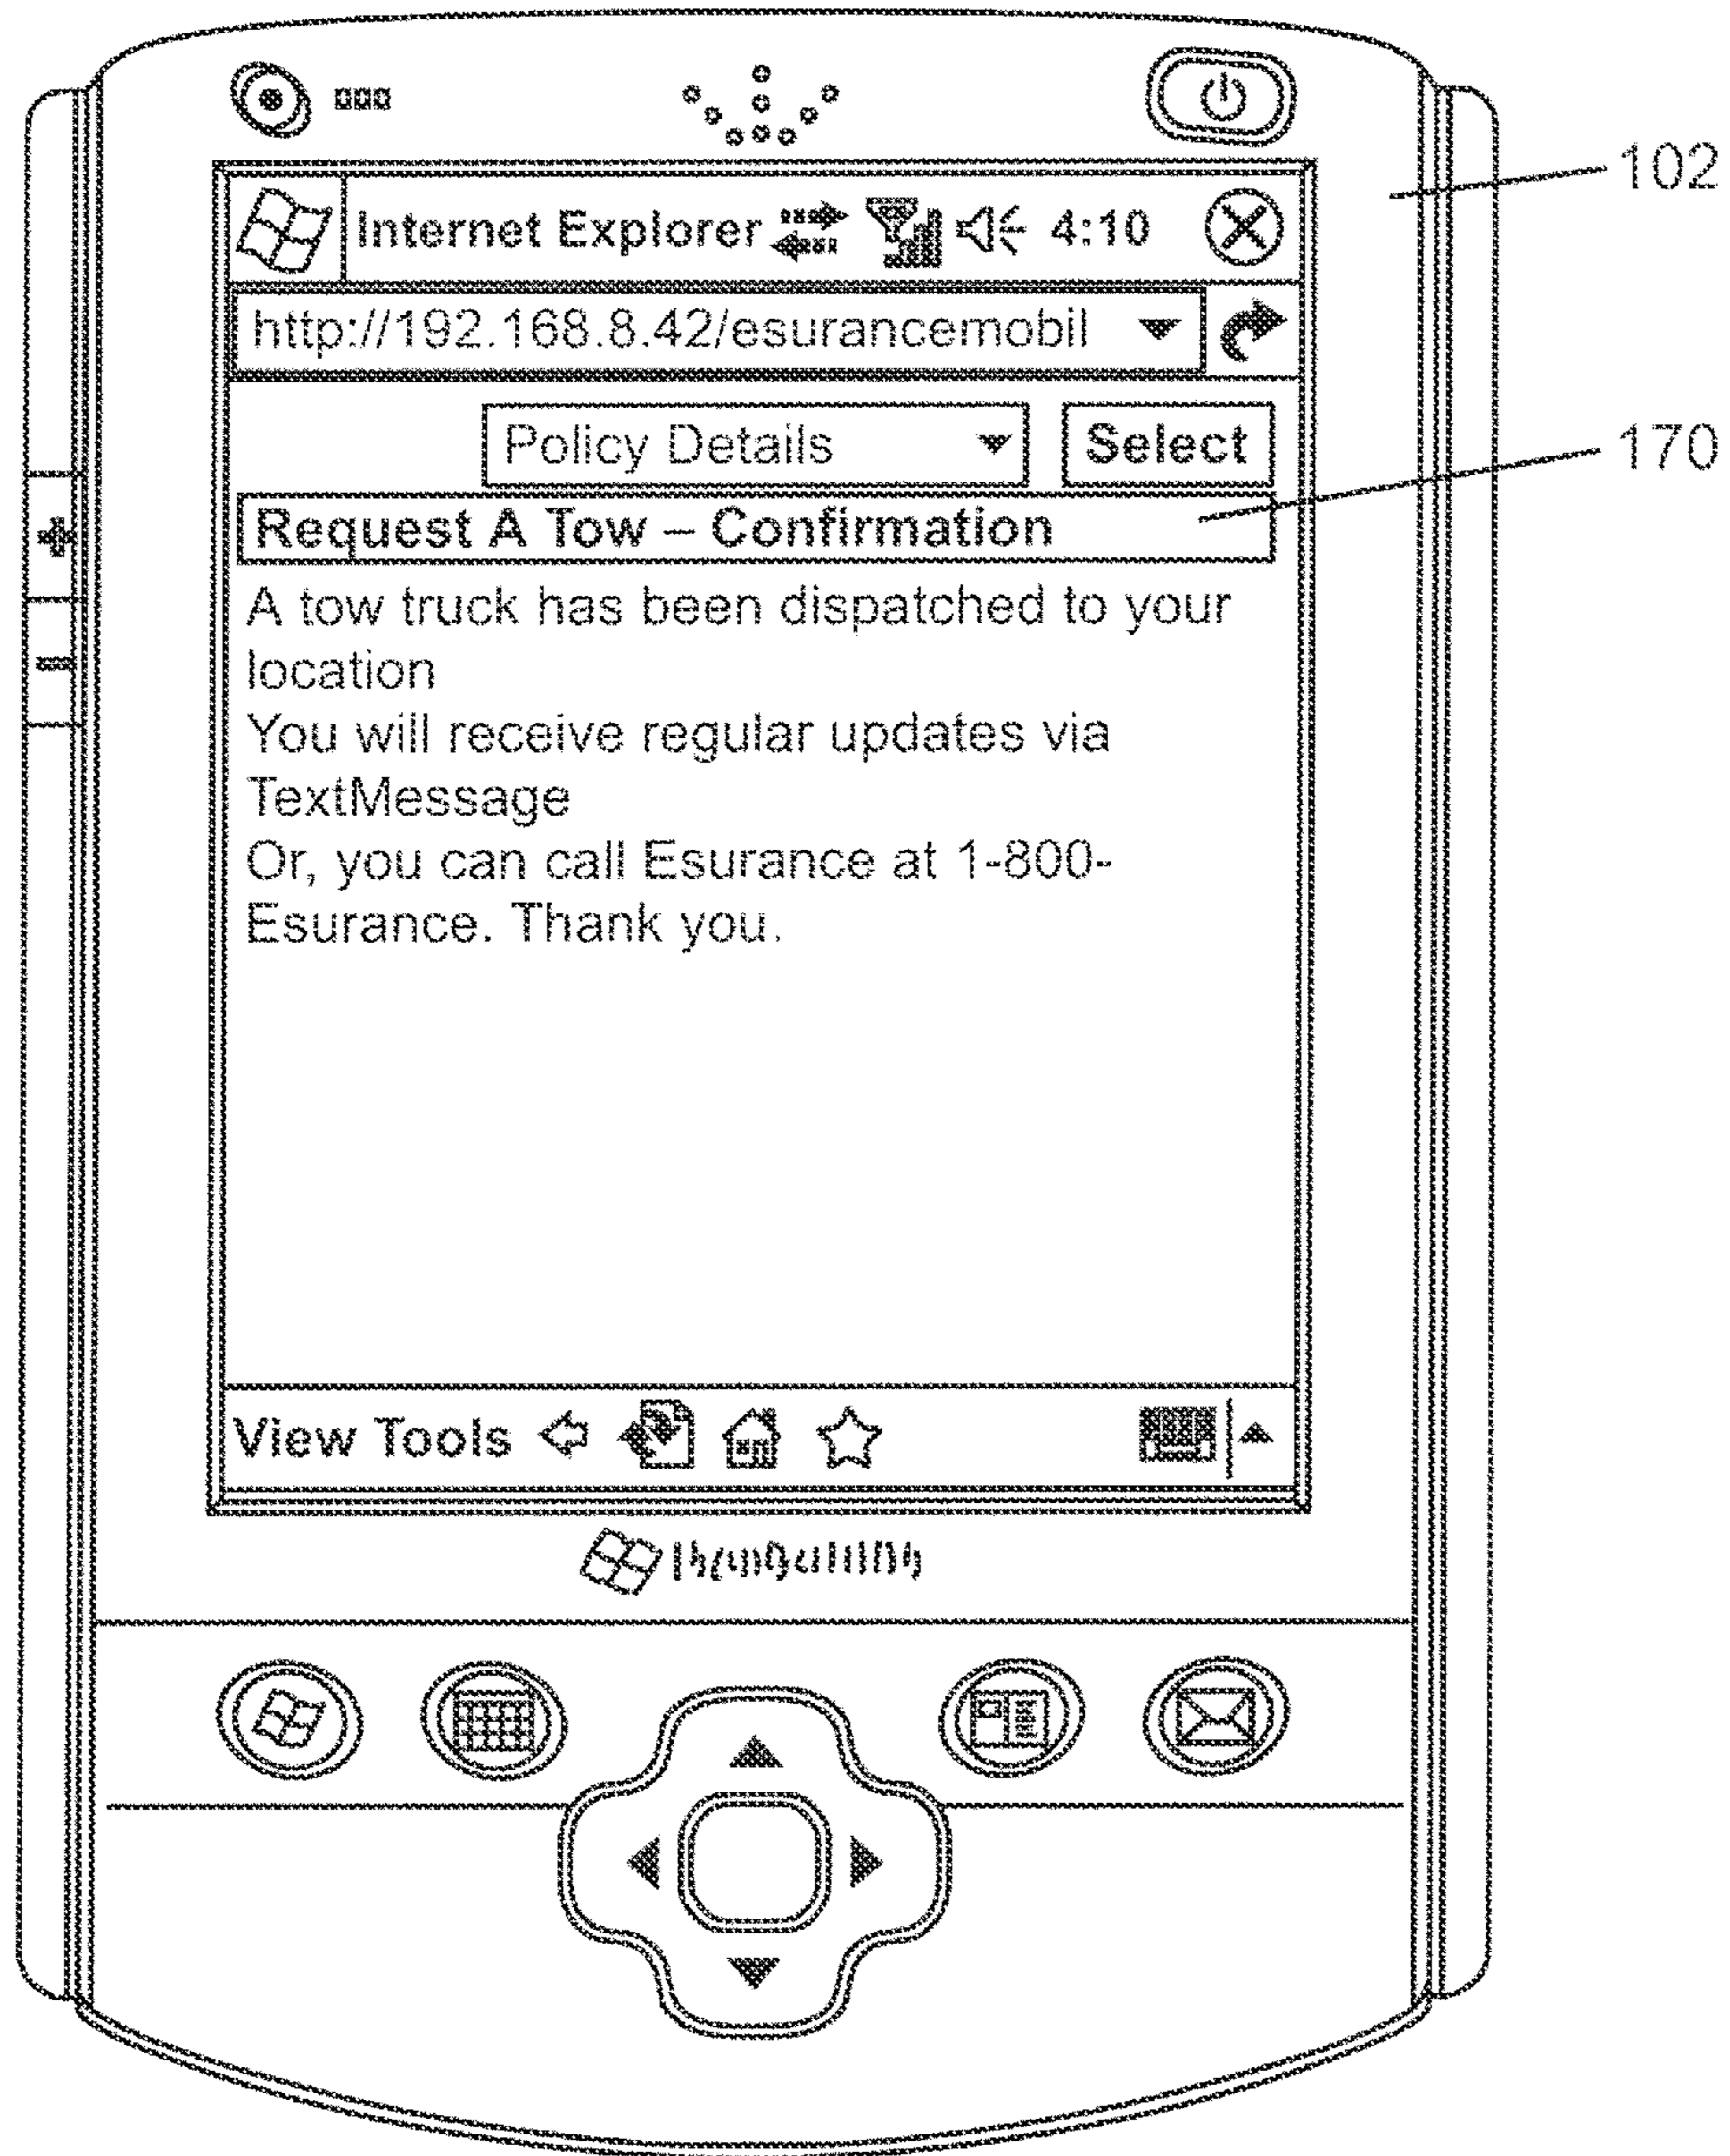 Internet Explorer 4:10
102
http://192.168.8.42/esurancemobil
Policy Details Select
170
Request A Tow – Confirmation
A tow truck has been dispatched to your
location
You will receive regular updates via
TextMessage
Or, you can call Esurance at 1-800-
Esurance. Thank you.
View Tools